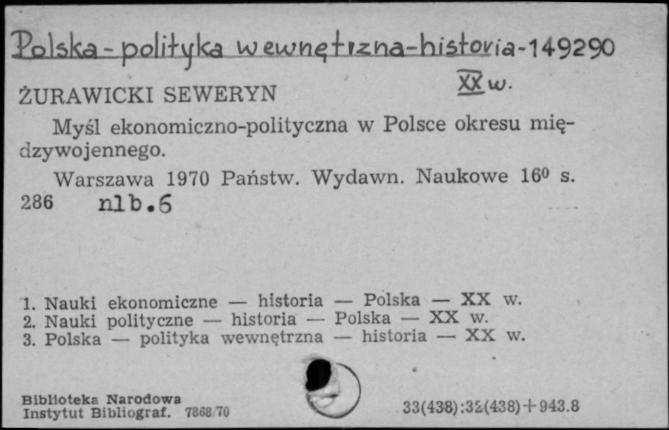 Polska-polityka wewnętrzna-historia-149290
XX w.
ŻURAWICKI SEWERYN
Myśl ekonomiczno-polityczna w Polsce okresu mię-
dzywojennego.
Warszawa 1970 Państw. Wydawn. Naukowe 16⁰ s.
286 nlb.6
1. Nauki ekonomiczne — historia — Polska — XX w.
2. Nauki polityczne — historia — Polska — XX w.
3. Polska — polityka wewnętrzna — historia — XX w.
Biblioteka Narodowa
Instytut Bibliograf. 7868/70
33(438):32(438)+943.8